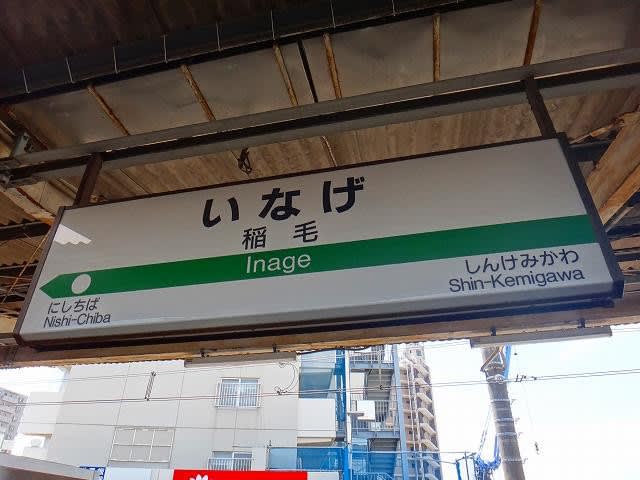 いなげ
稲毛
Inage
にしちば
Nishi-Chiba
しんけみがわ
Shin-Kemigawa